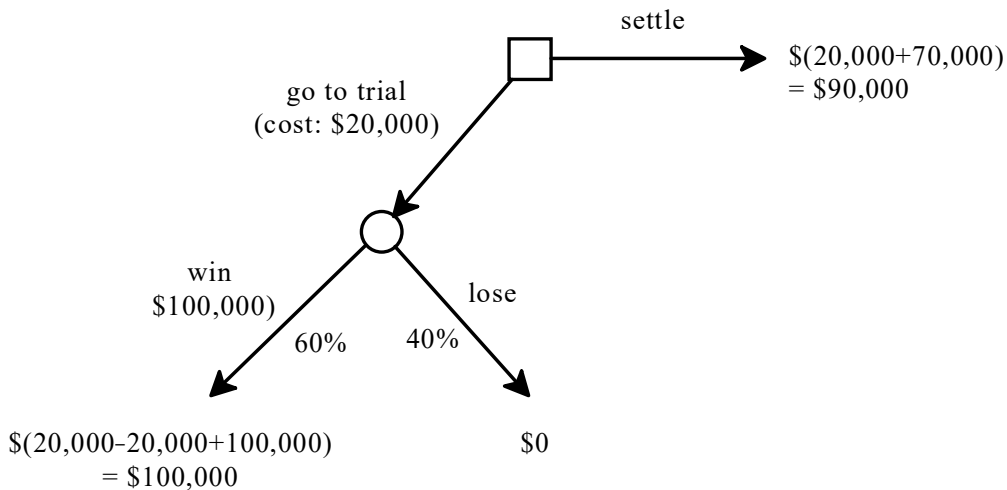 settle
$(20,000+70,000)
= $90,000
go to trial
(cost: $20,000)
win
$100,000)
lose
60%
40%
$(20,000-20,000+100,000)
= $100,000
$0